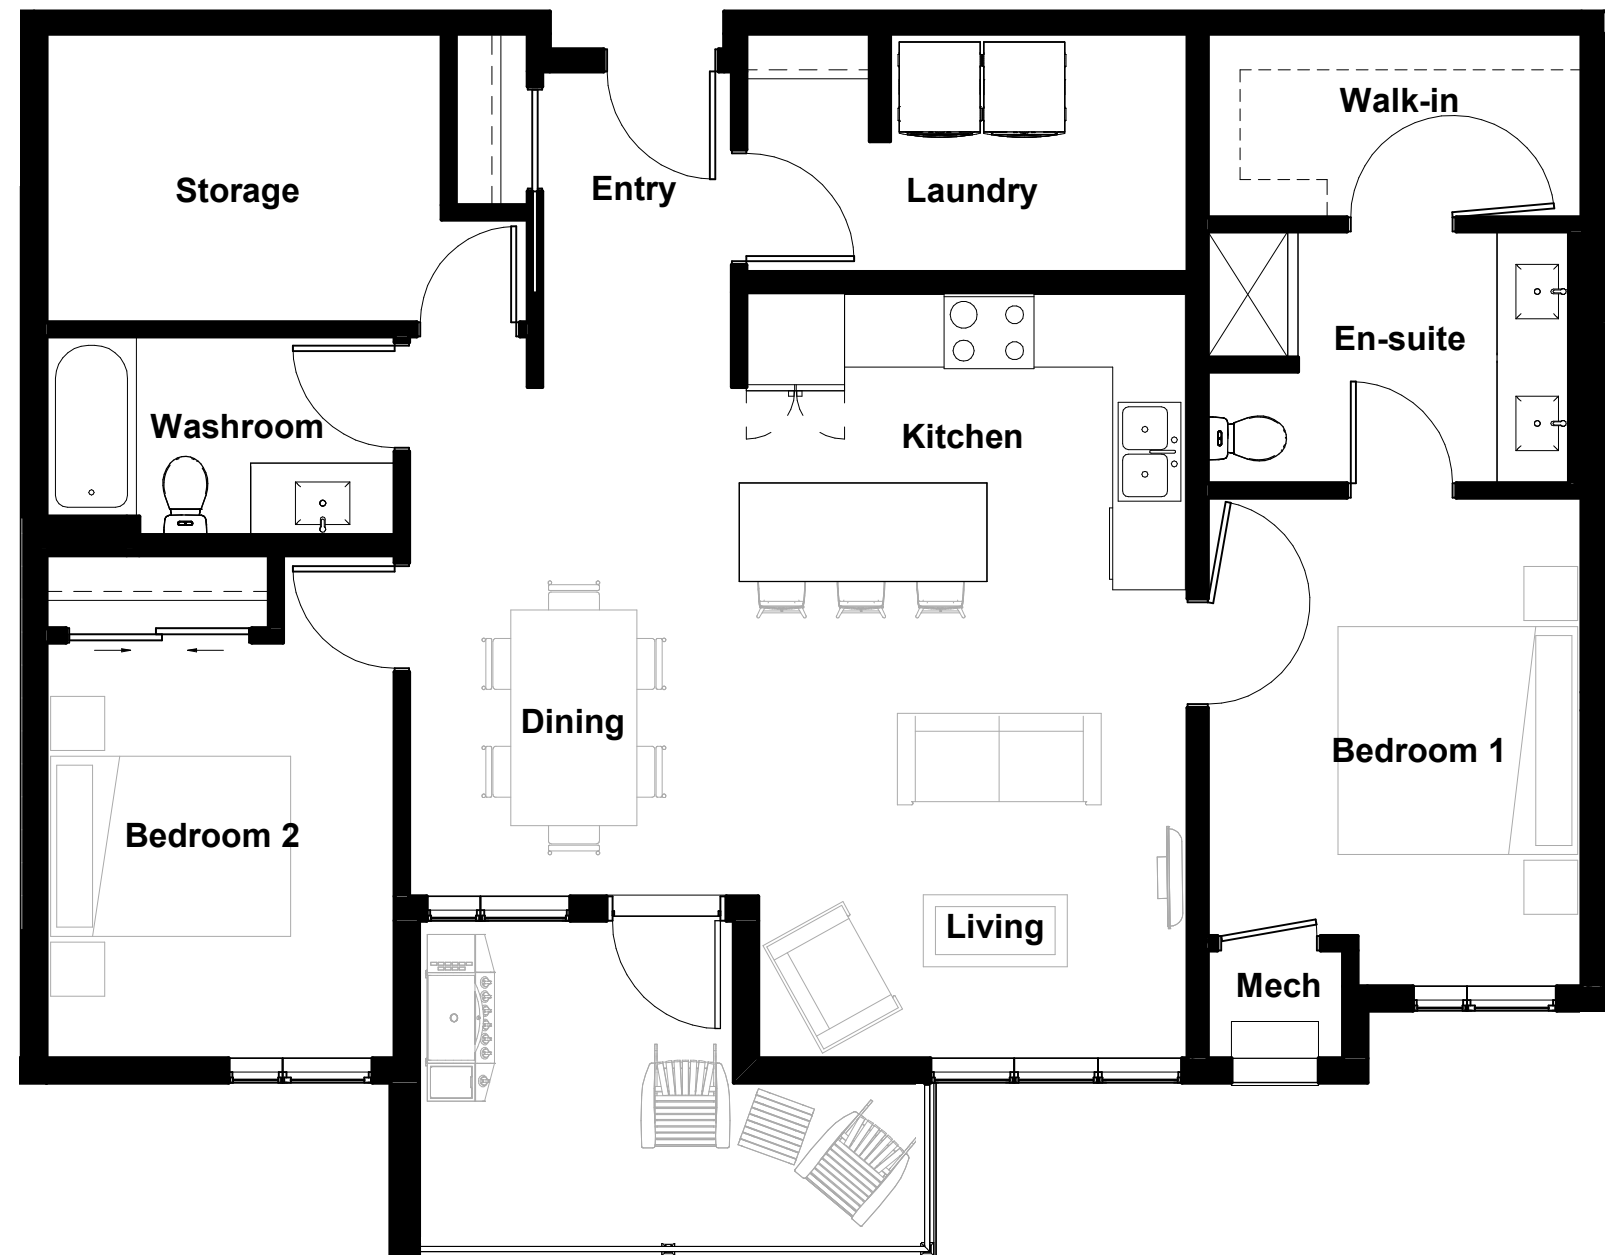 Walk-in
Storage
Entry
Laundry
En-suite
Washroom
Kitchen
Dining
Bedroom 1
Bedroom 2
Living
Mech